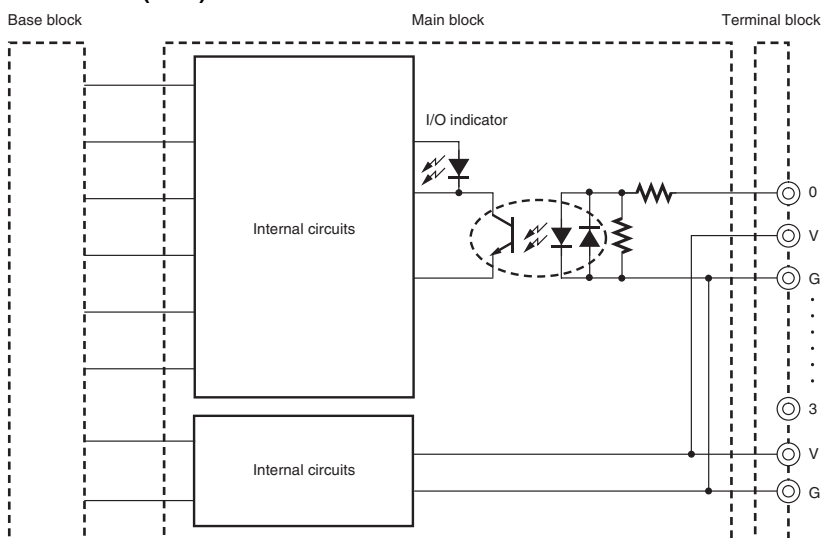 Base block
Main block
Terminal block
I/O indicator
Internal circuits
0
V
G
3
Internal circuits
V
G